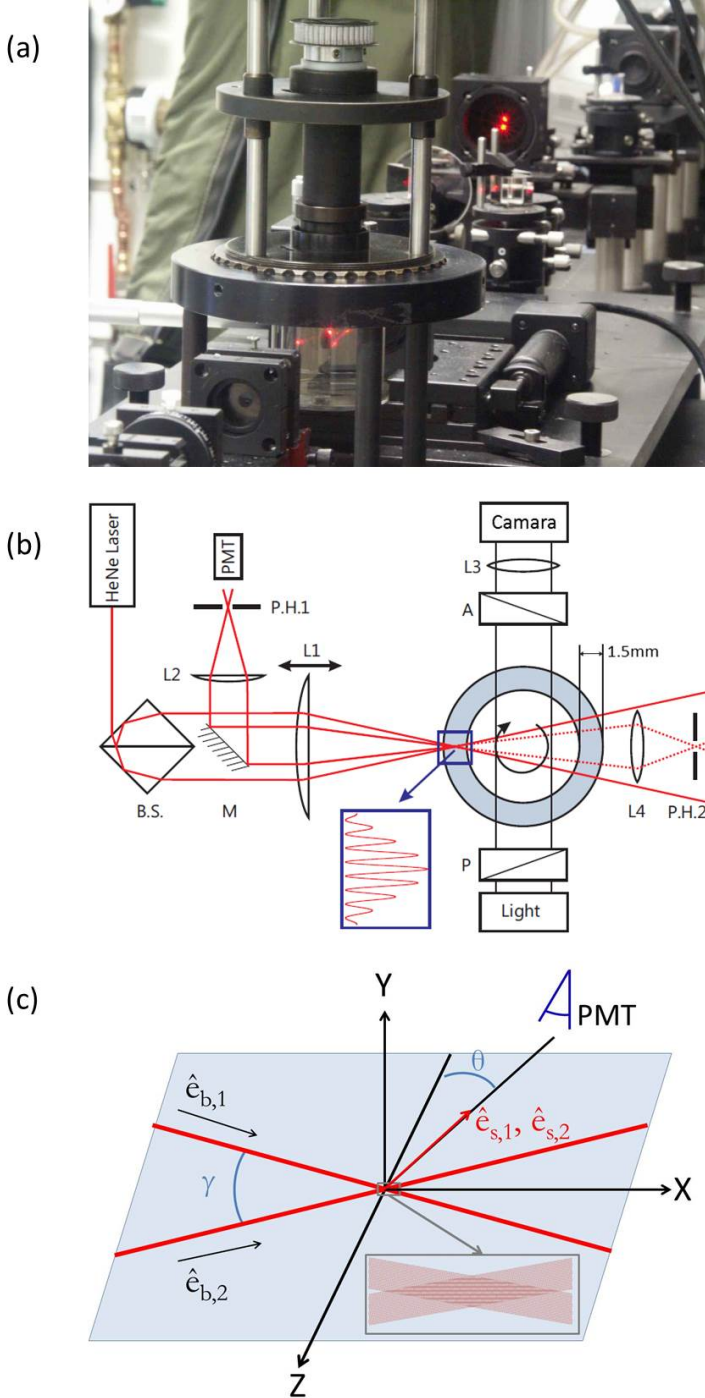 (a)
(b)
HeNe Laser
PMT
P.H.1
L2
L1
B.S.
M
Camara
L3
A
1.5mm
L4
P.H.2
P
Light
(c)
Y
PMT
θ
ê_b,1
ê_s,1, ê_s,2
γ
X
ê_b,2
Z